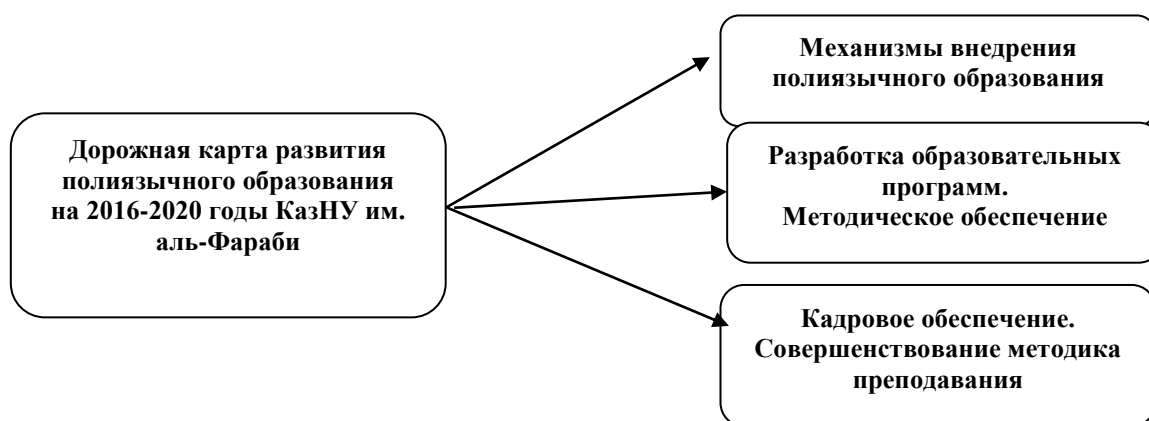 Дорожная карта развития
полиязычного образования
на 2016-2020 годы КазНУ им.
аль-Фараби
Механизмы внедрения
полиязычного образования
Разработка образовательных
программ.
Методическое обеспечение
Кадровое обеспечение.
Совершенствование методика
преподавания